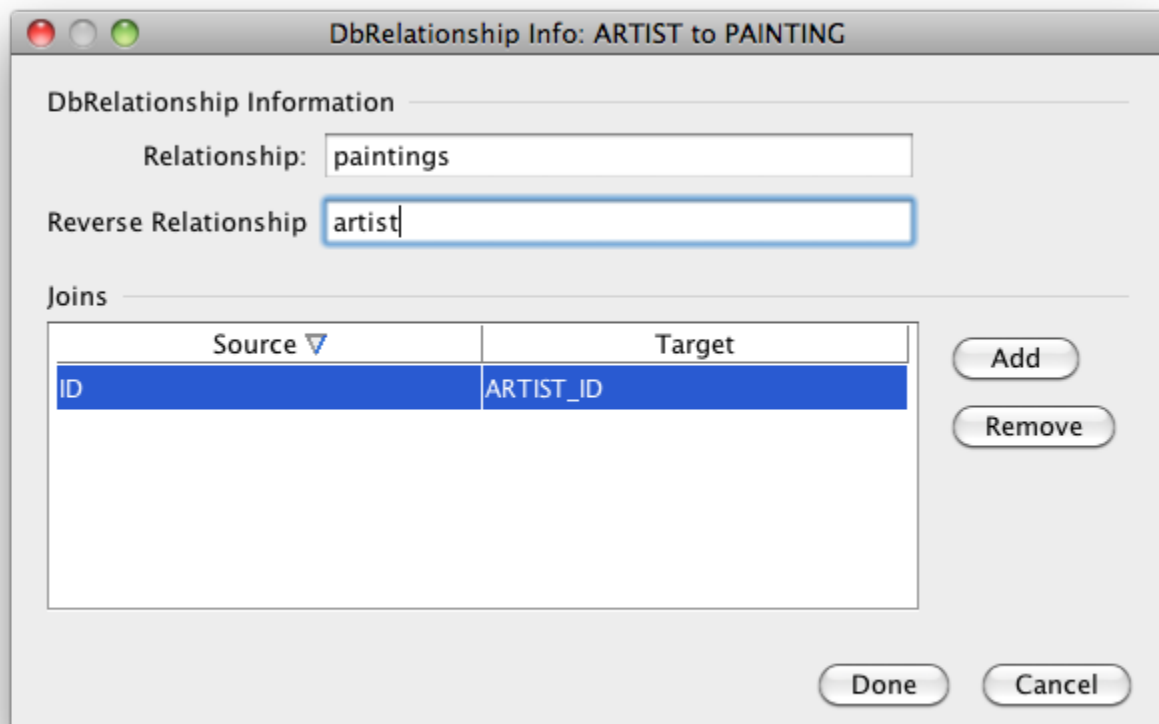 DbRelationship Info: ARTIST to PAINTING
DbRelationship Information
Relationship: paintings
Reverse Relationship artist
Joins
Source Target
Add
ID ARTIST_ID
Remove
Done Cancel